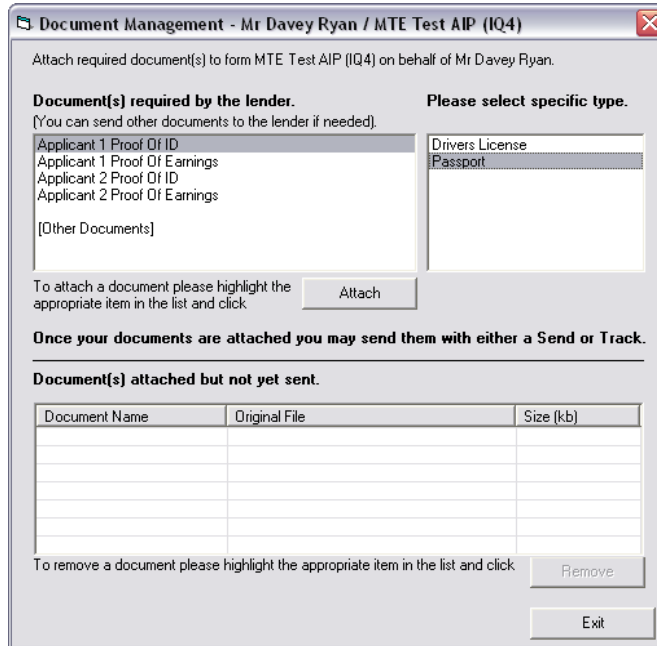 Document Management - Mr Davey Ryan / MTE Test AIP (IQ4)
Attach required document(s) to form MTE Test AIP (IQ4) on behalf of Mr Davey Ryan.
Document(s) required by the lender.
(You can send other documents to the lender if needed).
Applicant 1 Proof Of ID
Applicant 1 Proof Of Earnings
Applicant 2 Proof Of ID
Applicant 2 Proof Of Earnings
[Other Documents]
Please select specific type.
Drivers License
Passport
To attach a document please highlight the
appropriate item in the list and click
Attach
Once your documents are attached you may send them with either a Send or Track.
Document(s) attached but not yet sent.
Document Name Original File Size (kb)
To remove a document please highlight the appropriate item in the list and click
Remove
Exit